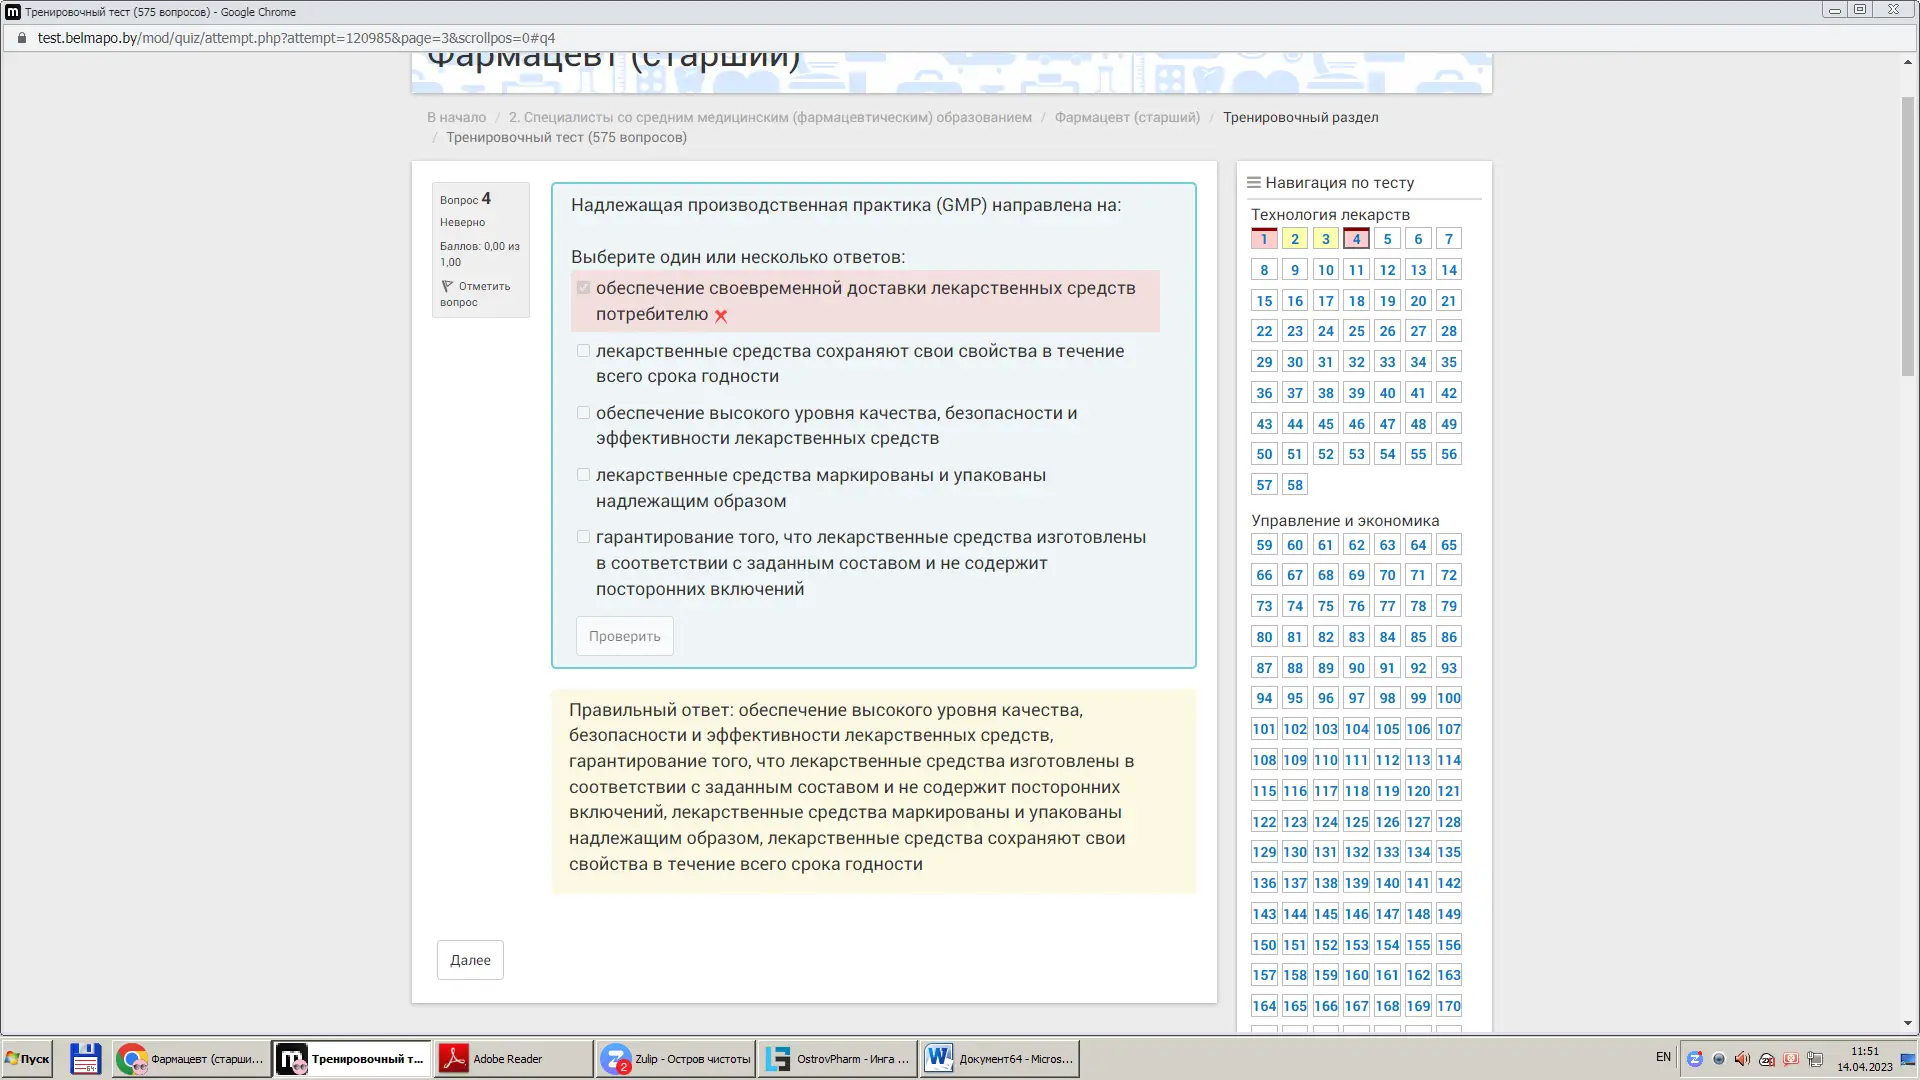 Тренировочный тест (575 вопросов) - Google Chrome
test.belmapo.by/mod/quiz/attempt.php?attempt=120985&page=3&scrollpos=0#q4
Фармацевт (старший)
В начало / 2. Специалисты со средним медицинским (фармацевтическим) образованием / Фармацевт (старший) / Тренировочный раздел
/ Тренировочный тест (575 вопросов)
Вопрос 4
Неверно
Баллов: 0,00 из
1,00
Отметить
вопрос
Надлежащая производственная практика (GMP) направлена на:
Выберите один или несколько ответов:
обеспечение своевременной доставки лекарственных средств
потребителю
лекарственные средства сохраняют свои свойства в течение
всего срока годности
обеспечение высокого уровня качества, безопасности и
эффективности лекарственных средств
лекарственные средства маркированы и упакованы
надлежащим образом
гарантирование того, что лекарственные средства изготовлены
в соответствии с заданным составом и не содержит
посторонних включений
Проверить
Правильный ответ: обеспечение высокого уровня качества,
безопасности и эффективности лекарственных средств,
гарантирование того, что лекарственные средства изготовлены в
соответствии с заданным составом и не содержит посторонних
включений, лекарственные средства маркированы и упакованы
надлежащим образом, лекарственные средства сохраняют свои
свойства в течение всего срока годности
Далее
Навигация по тесту
Технология лекарств
1 2 3 4 5 6 7
8 9 10 11 12 13 14
15 16 17 18 19 20 21
22 23 24 25 26 27 28
29 30 31 32 33 34 35
36 37 38 39 40 41 42
43 44 45 46 47 48 49
50 51 52 53 54 55 56
57 58
Управление и экономика
59 60 61 62 63 64 65
66 67 68 69 70 71 72
73 74 75 76 77 78 79
80 81 82 83 84 85 86
87 88 89 90 91 92 93
94 95 96 97 98 99 100
101 102 103 104 105 106 107
108 109 110 111 112 113 114
115 116 117 118 119 120 121
122 123 124 125 126 127 128
129 130 131 132 133 134 135
136 137 138 139 140 141 142
143 144 145 146 147 148 149
150 151 152 153 154 155 156
157 158 159 160 161 162 163
164 165 166 167 168 169 170
Пуск
Фармацевт (старши...
Тренировочный т...
Adobe Reader
2
Zulip - Остров чистоты
OstrovPharm - Инга ...
Документ64 - Micros...
EN
11:51
14.04.2023